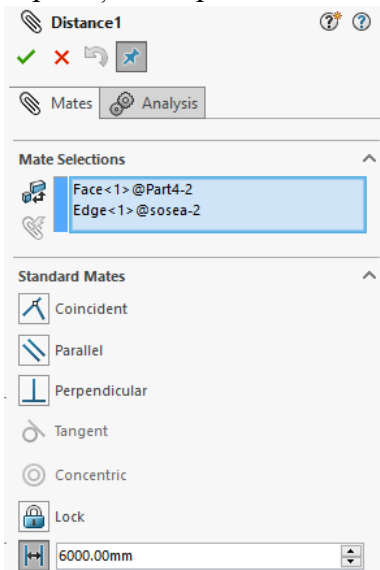 Distance1
Mates
Analysis
Mate Selections
Face<1>@Part4-2
Edge<1>@sosea-2
Standard Mates
Coincident
Parallel
Perpendicular
Tangent
Concentric
Lock
6000.00mm